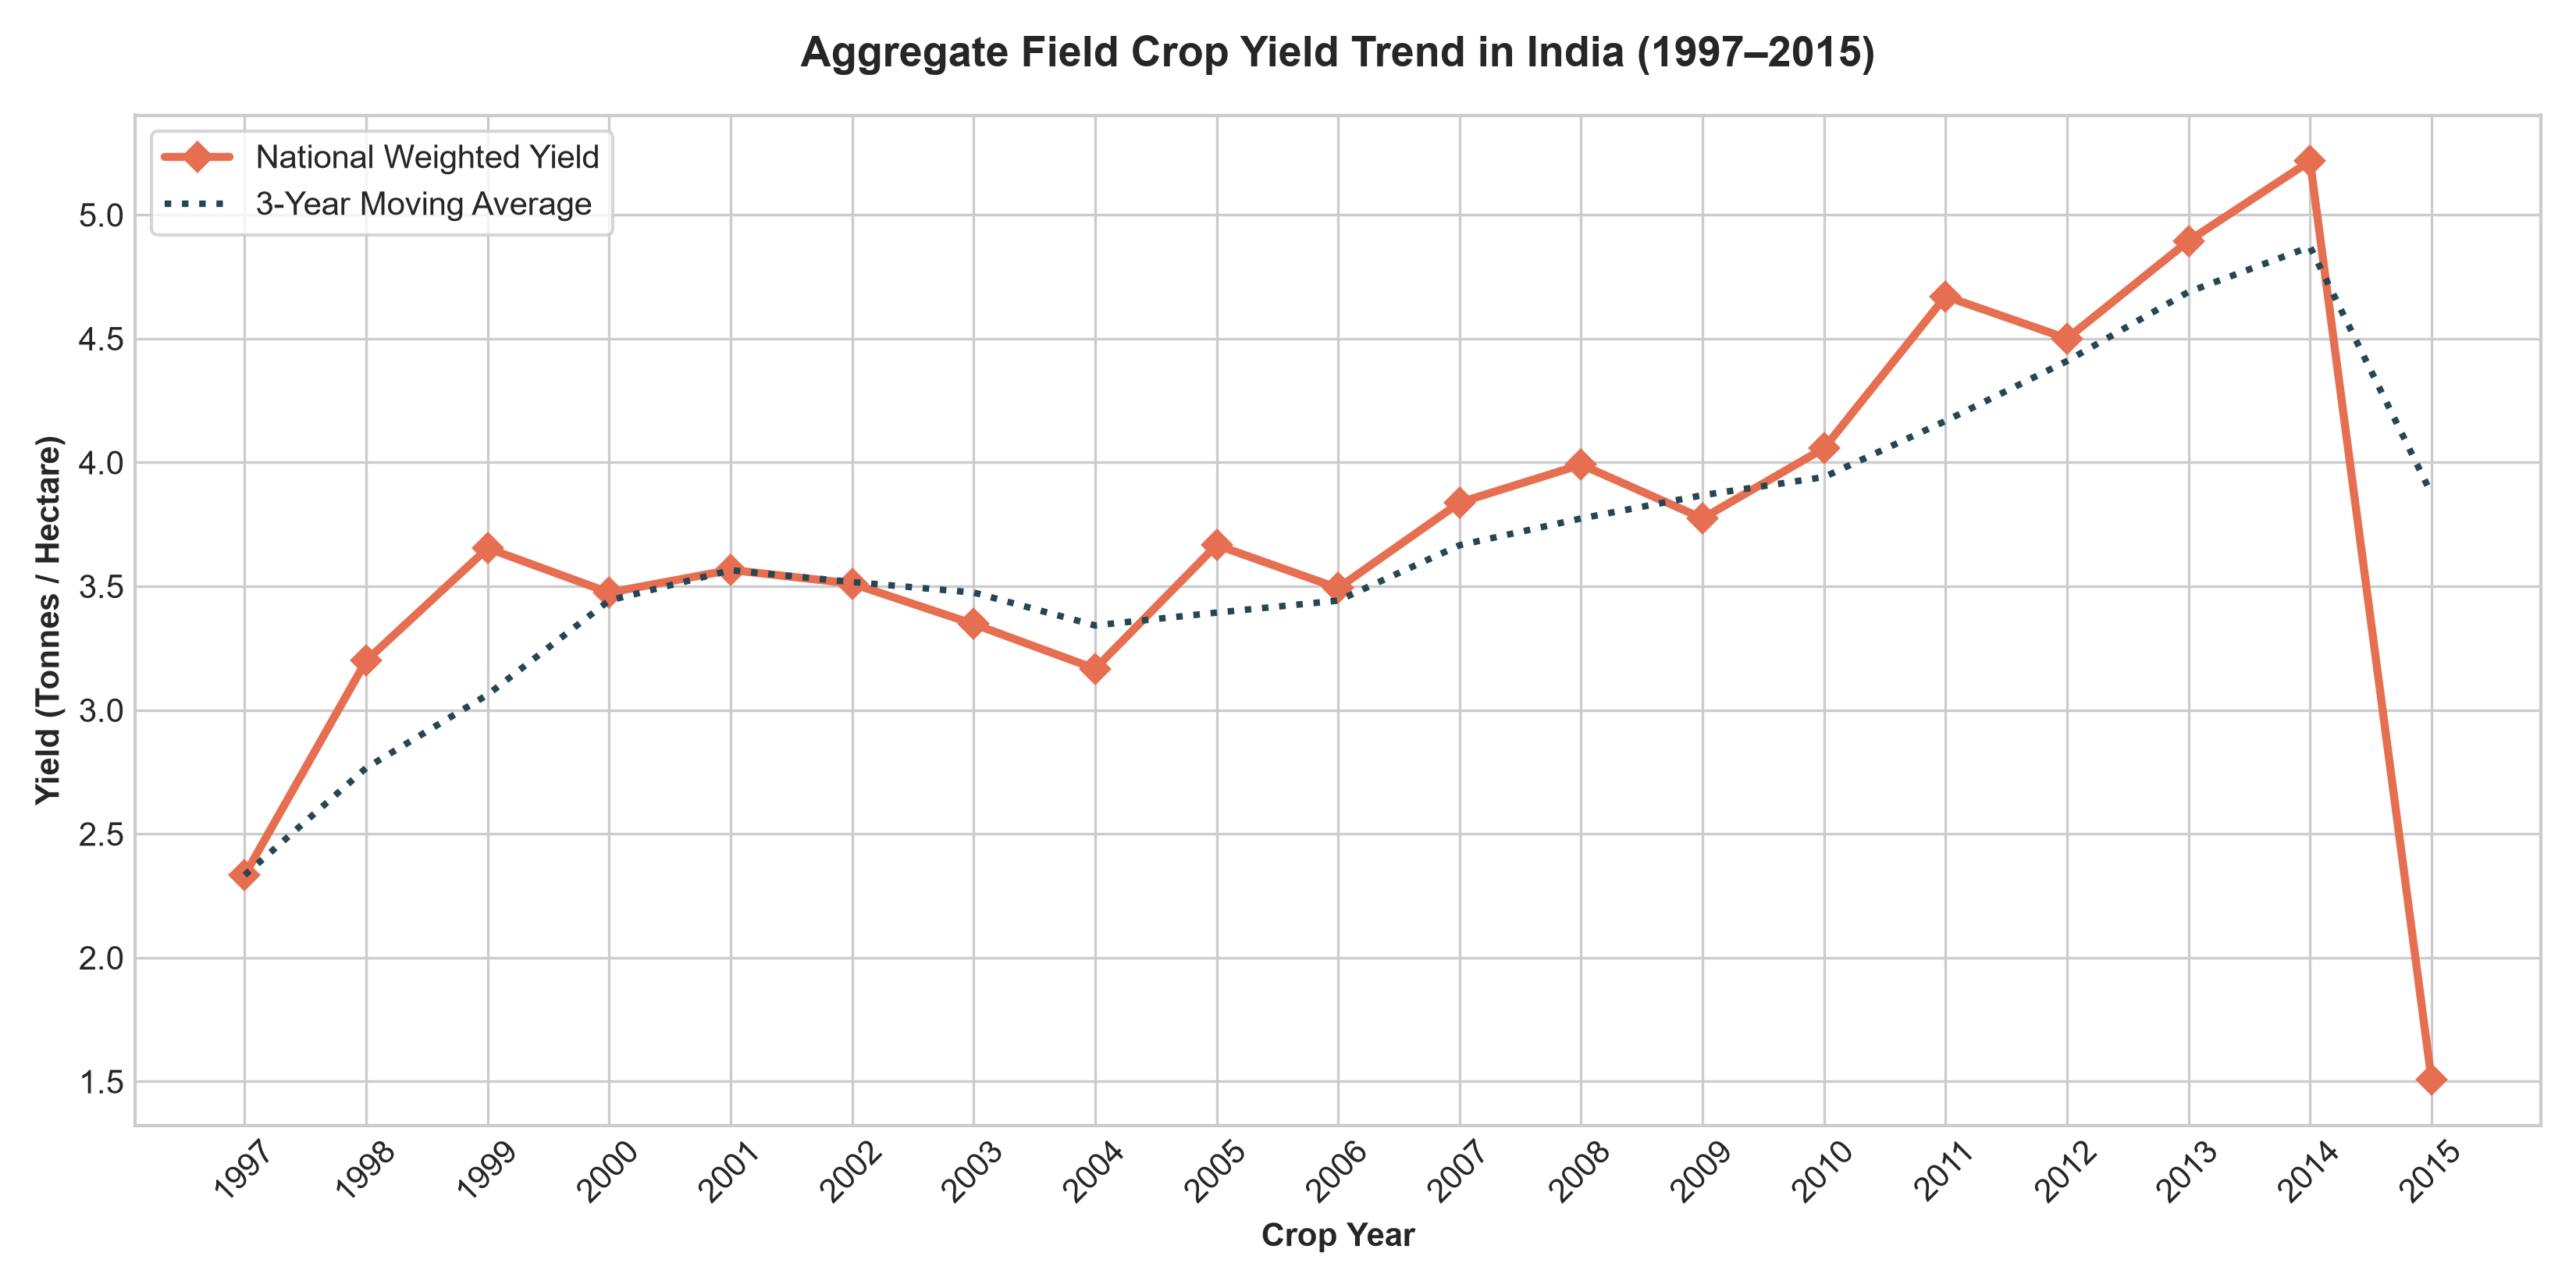 Aggregate Field Crop Yield Trend in India (1997–2015)
National Weighted Yield
3-Year Moving Average
Yield (Tonnes / Hectare)
5.0
4.5
4.0
3.5
3.0
2.5
2.0
1.5
1997 1998 1999 2000 2001 2002 2003 2004 2005 2006 2007 2008 2009 2010 2011 2012 2013 2014 2015
Crop Year